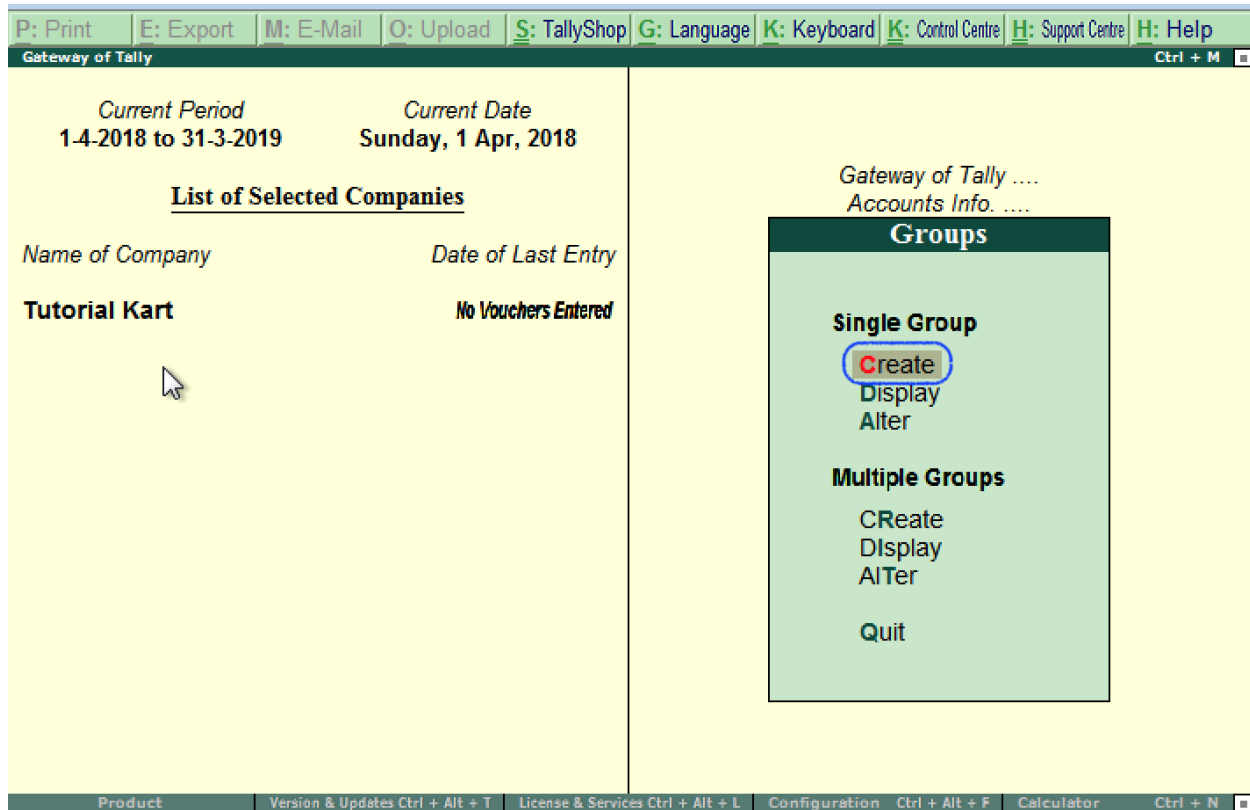 P: Print E: Export M: E-Mail O: Upload S: TallyShop G: Language K: Keyboard K: Control Centre H: Support Centre H: Help
Gateway of Tally Ctrl + M
Current Period Current Date
1-4-2018 to 31-3-2019 Sunday, 1 Apr, 2018
List of Selected Companies
Name of Company Date of Last Entry
Tutorial Kart No Vouchers Entered
Gateway of Tally ....
Accounts Info. ....
Groups
Single Group
Create
Display
Alter
Multiple Groups
CReate
DIsplay
AlTer
Quit
Product Version & Updates Ctrl + Alt + T License & Services Ctrl + Alt + L Configuration Ctrl + Alt + F Calculator Ctrl + N